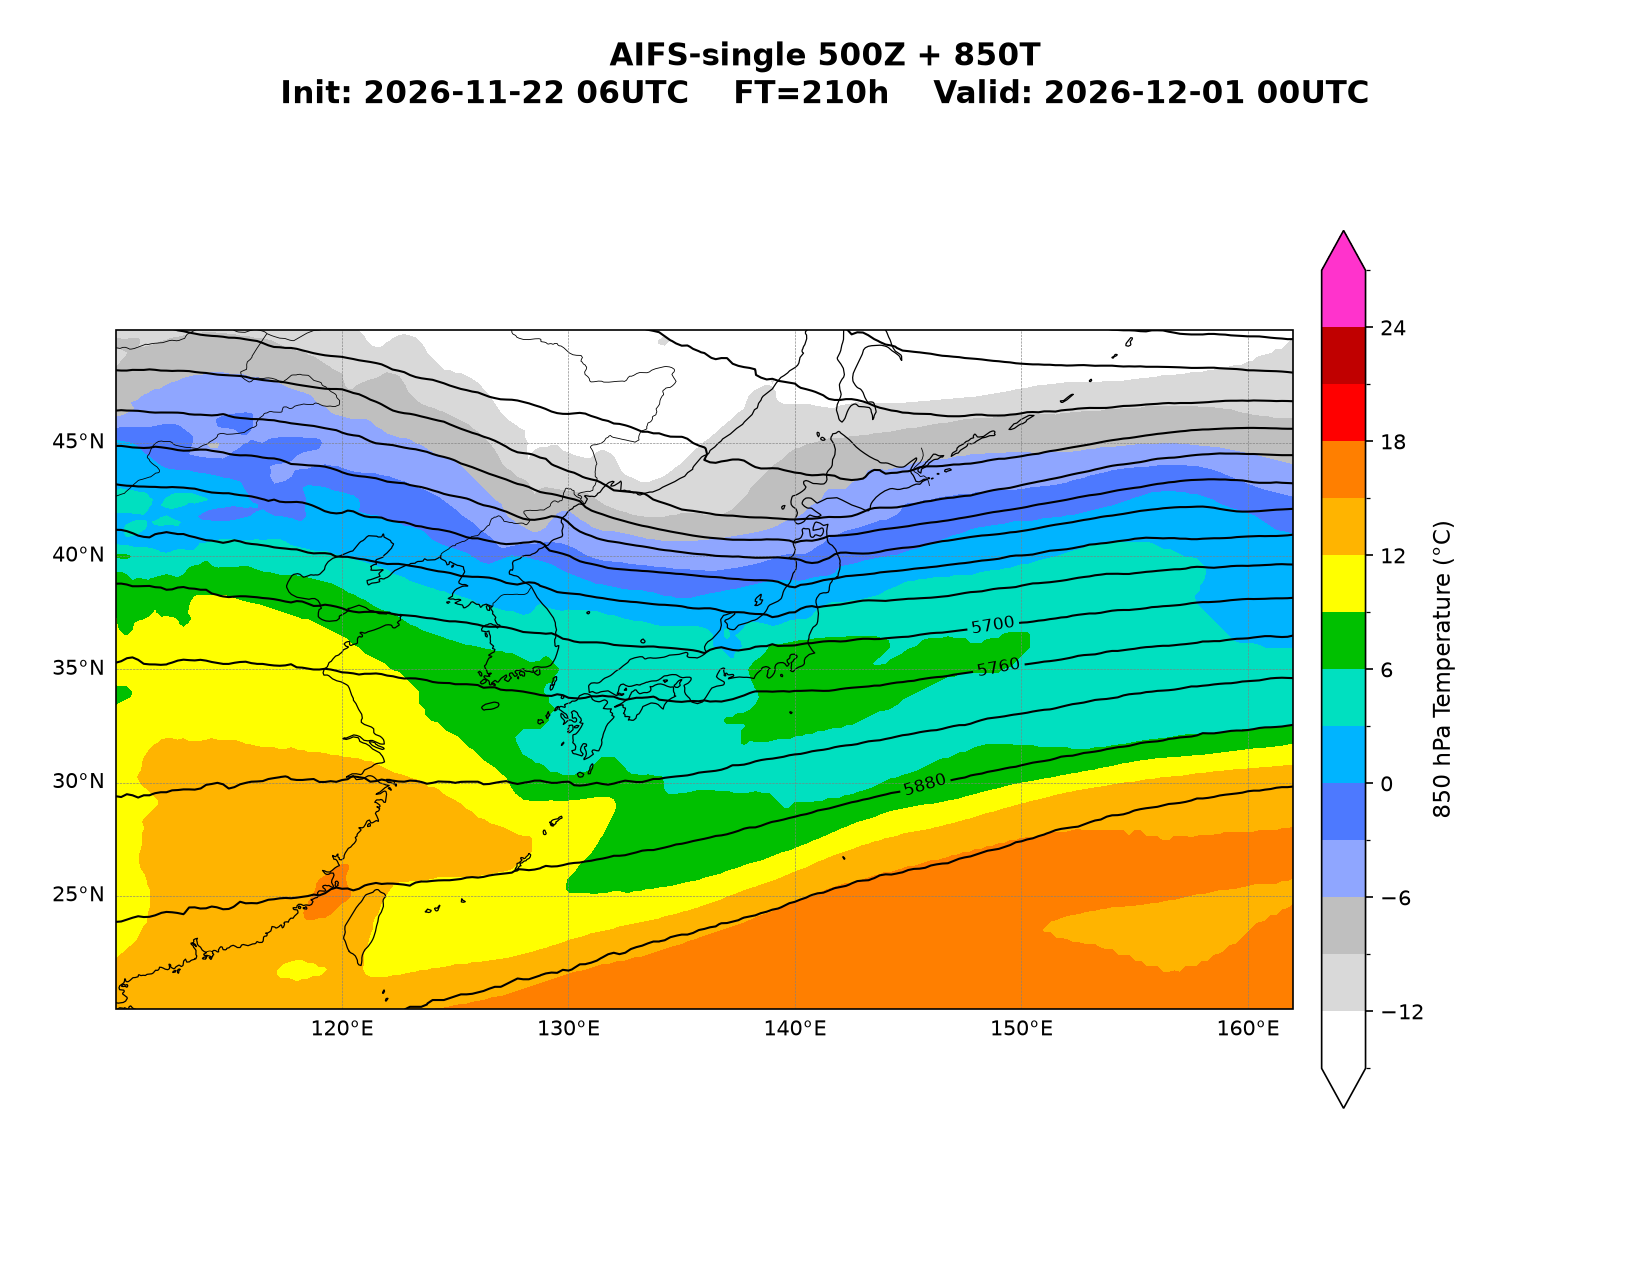 AIFS-single 500Z + 850T
Init: 2026-11-22 06UTC    FT=210h    Valid: 2026-12-01 00UTC
24
18
12
6
0
−6
−12
850 hPa Temperature (°C)
45°N
40°N
35°N
30°N
25°N
5700
5760
5880
120°E
130°E
140°E
150°E
160°E